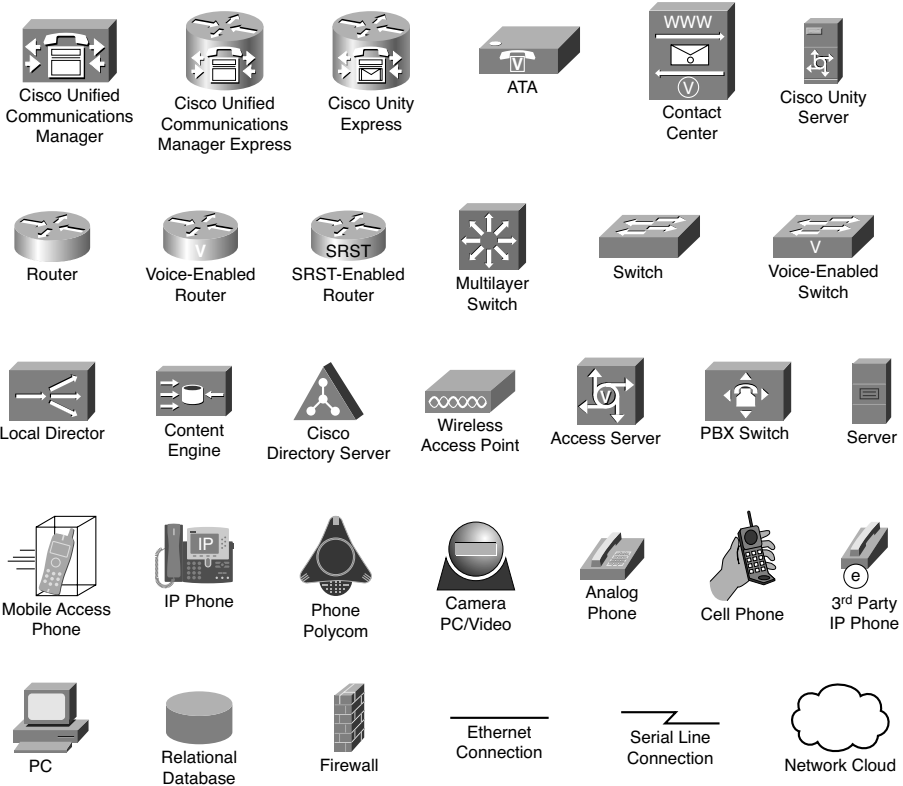 WWW
V
V
Cisco Unified
Communications
Manager
Cisco Unified
Communications
Manager Express
Cisco Unity
Express
ATA
Contact
Center
Cisco Unity
Server
V
SRST
V
Router
Voice-Enabled
Router
SRST-Enabled
Router
Multilayer
Switch
Switch
Voice-Enabled
Switch
V
Local Director
Content
Engine
Cisco
Directory Server
Wireless
Access Point
Access Server
PBX Switch
Server
IP
e
Mobile Access
Phone
IP Phone
Phone
Polycom
Camera
PC/Video
Analog
Phone
Cell Phone
3rd Party
IP Phone
PC
Relational
Database
Firewall
Ethernet
Connection
Serial Line
Connection
Network Cloud